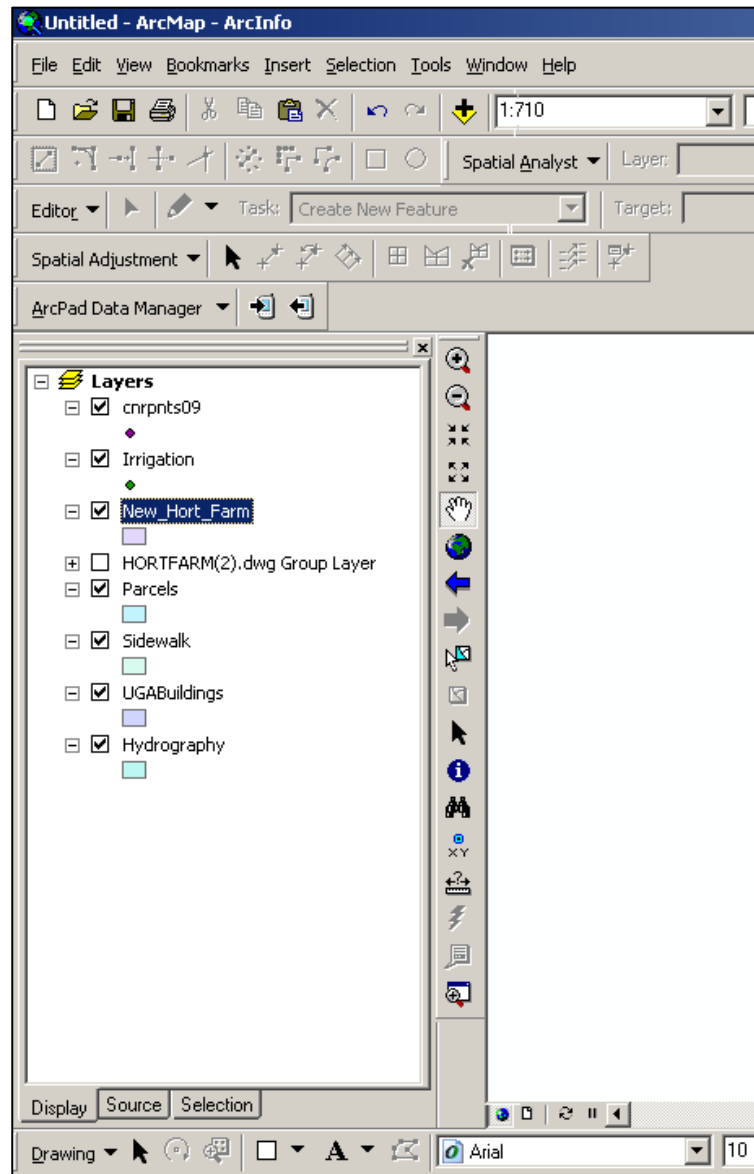 Untitled - ArcMap - ArcInfo
File Edit View Bookmarks Insert Selection Tools Window Help
1:710
Spatial Analyst Layer:
Editor Task: Create New Feature Target:
Spatial Adjustment
ArcPad Data Manager
Layers
cnrpnts09
Irrigation
New_Hort_Farm
HORTFARM(2).dwg Group Layer
Parcels
Sidewalk
UGABuildings
Hydrography
XY
Display Source Selection
Drawing A Arial 10